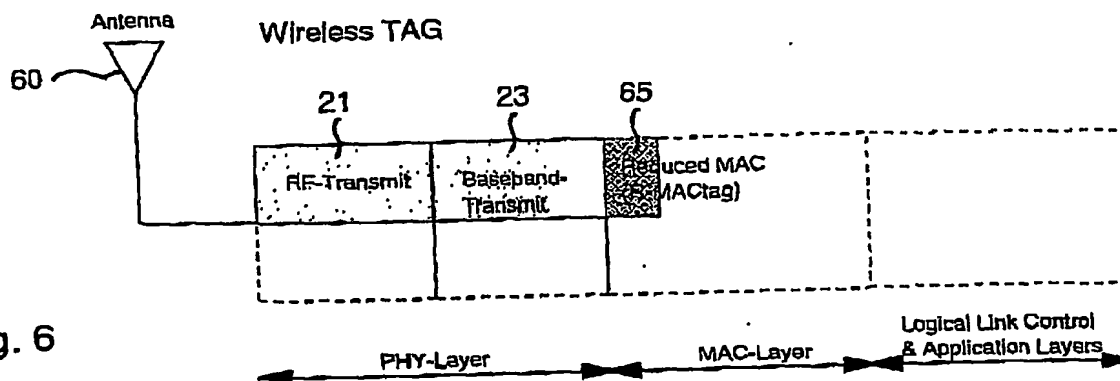 Antenna
Wireless TAG
60
21
23
65
RF-Transmit
Baseband-
Transmit
Reduced MAC
MACtag)
g. 6
PHY-Layer
MAC-Layer
Logical Link Control
& Application Layers